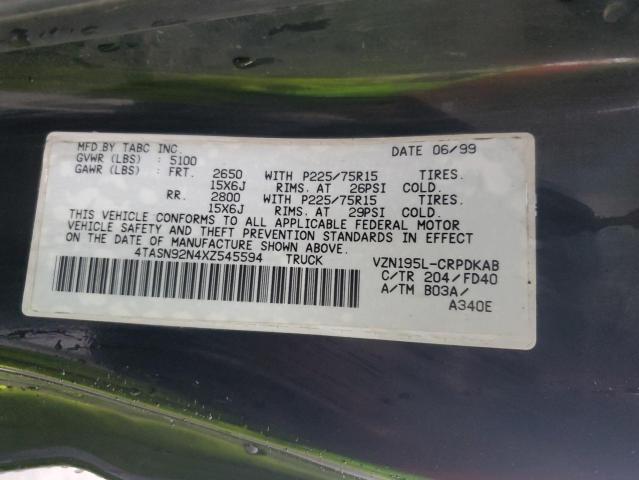 MFD.BY TABC INC. DATE 06/99
GVWR (LBS) : 5100
GAWR (LBS) : FRT. 2650 WITH P225/75R15 TIRES.
15X6J RIMS. AT 26PSI COLD.
RR. 2800 WITH P225/75R15 TIRES.
15X6J RIMS. AT 29PSI COLD.
THIS VEHICLE CONFORMS TO ALL APPLICABLE FEDERAL MOTOR
VEHICLE SAFETY AND THEFT PREVENTION STANDARDS IN EFFECT
ON THE DATE OF MANUFACTURE SHOWN ABOVE.
4TASN92N4XZ545594 TRUCK VZN195L-CRPDKAB
C/TR 204/FD40
A/TM B03A/
A340E